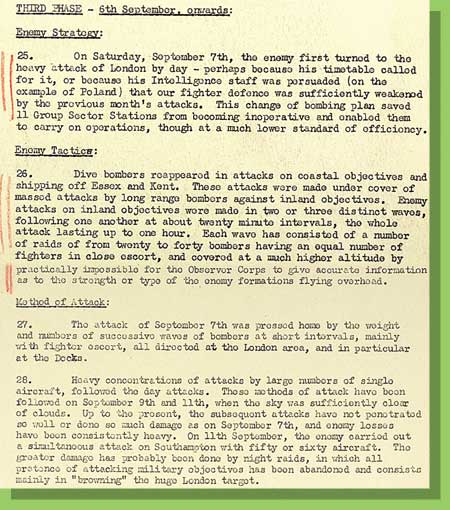 THIRD PHASE - 6th September, onwards:
Enemy Strategy:
25. On Saturday, September 7th, the enemy first turned to the
heavy attack of London by day - perhaps because his timetable called
for it, or because his Intelligence staff was persuaded (on the
example of Poland) that our fighter defence was sufficiently weakened
by the previous month's attacks. This change of bombing plan saved
11 Group Sector Stations from becoming inoperative and enabled them
to carry on operations, though at a much lower standard of efficiency.
Enemy Tactics:
26. Dive bombers reappeared in attacks on coastal objectives and
shipping off Essex and Kent. These attacks were made under cover of
massed attacks by long range bombers against inland objectives. Enemy
attacks on inland objectives were made in two or three distinct waves,
following one another at about twenty minute intervals, the whole
attack lasting up to one hour. Each wave has consisted of a number
of raids of from twenty to forty bombers having an equal number of
fighters in close escort, and covered at a much higher altitude by
practically impossible for the Observer Corps to give accurate information
as to the strength or type of the enemy formations flying overhead.
Method of Attack:
27. The attack of September 7th was pressed home by the weight
and numbers of successive waves of bombers at short intervals, mainly
with fighter escort, all directed at the London area, and in particular
at the Docks.
28. Heavy concentrations of attacks by large numbers of single
aircraft, followed the day attacks. These methods of attack have been
followed on September 9th and 11th, when the sky was sufficiently clear
of clouds. Up to the present, the subsequent attacks have not penetrated
so well or done so much damage as on September 7th, and enemy losses
have been consistently heavy. On 11th September, the enemy carried out
a simultaneous attack on Southampton with fifty or sixty aircraft. The
greater damage has probably been done by night raids, in which all
pretence of attacking military objectives has been abandoned and consists
mainly in "browning" the huge London target.